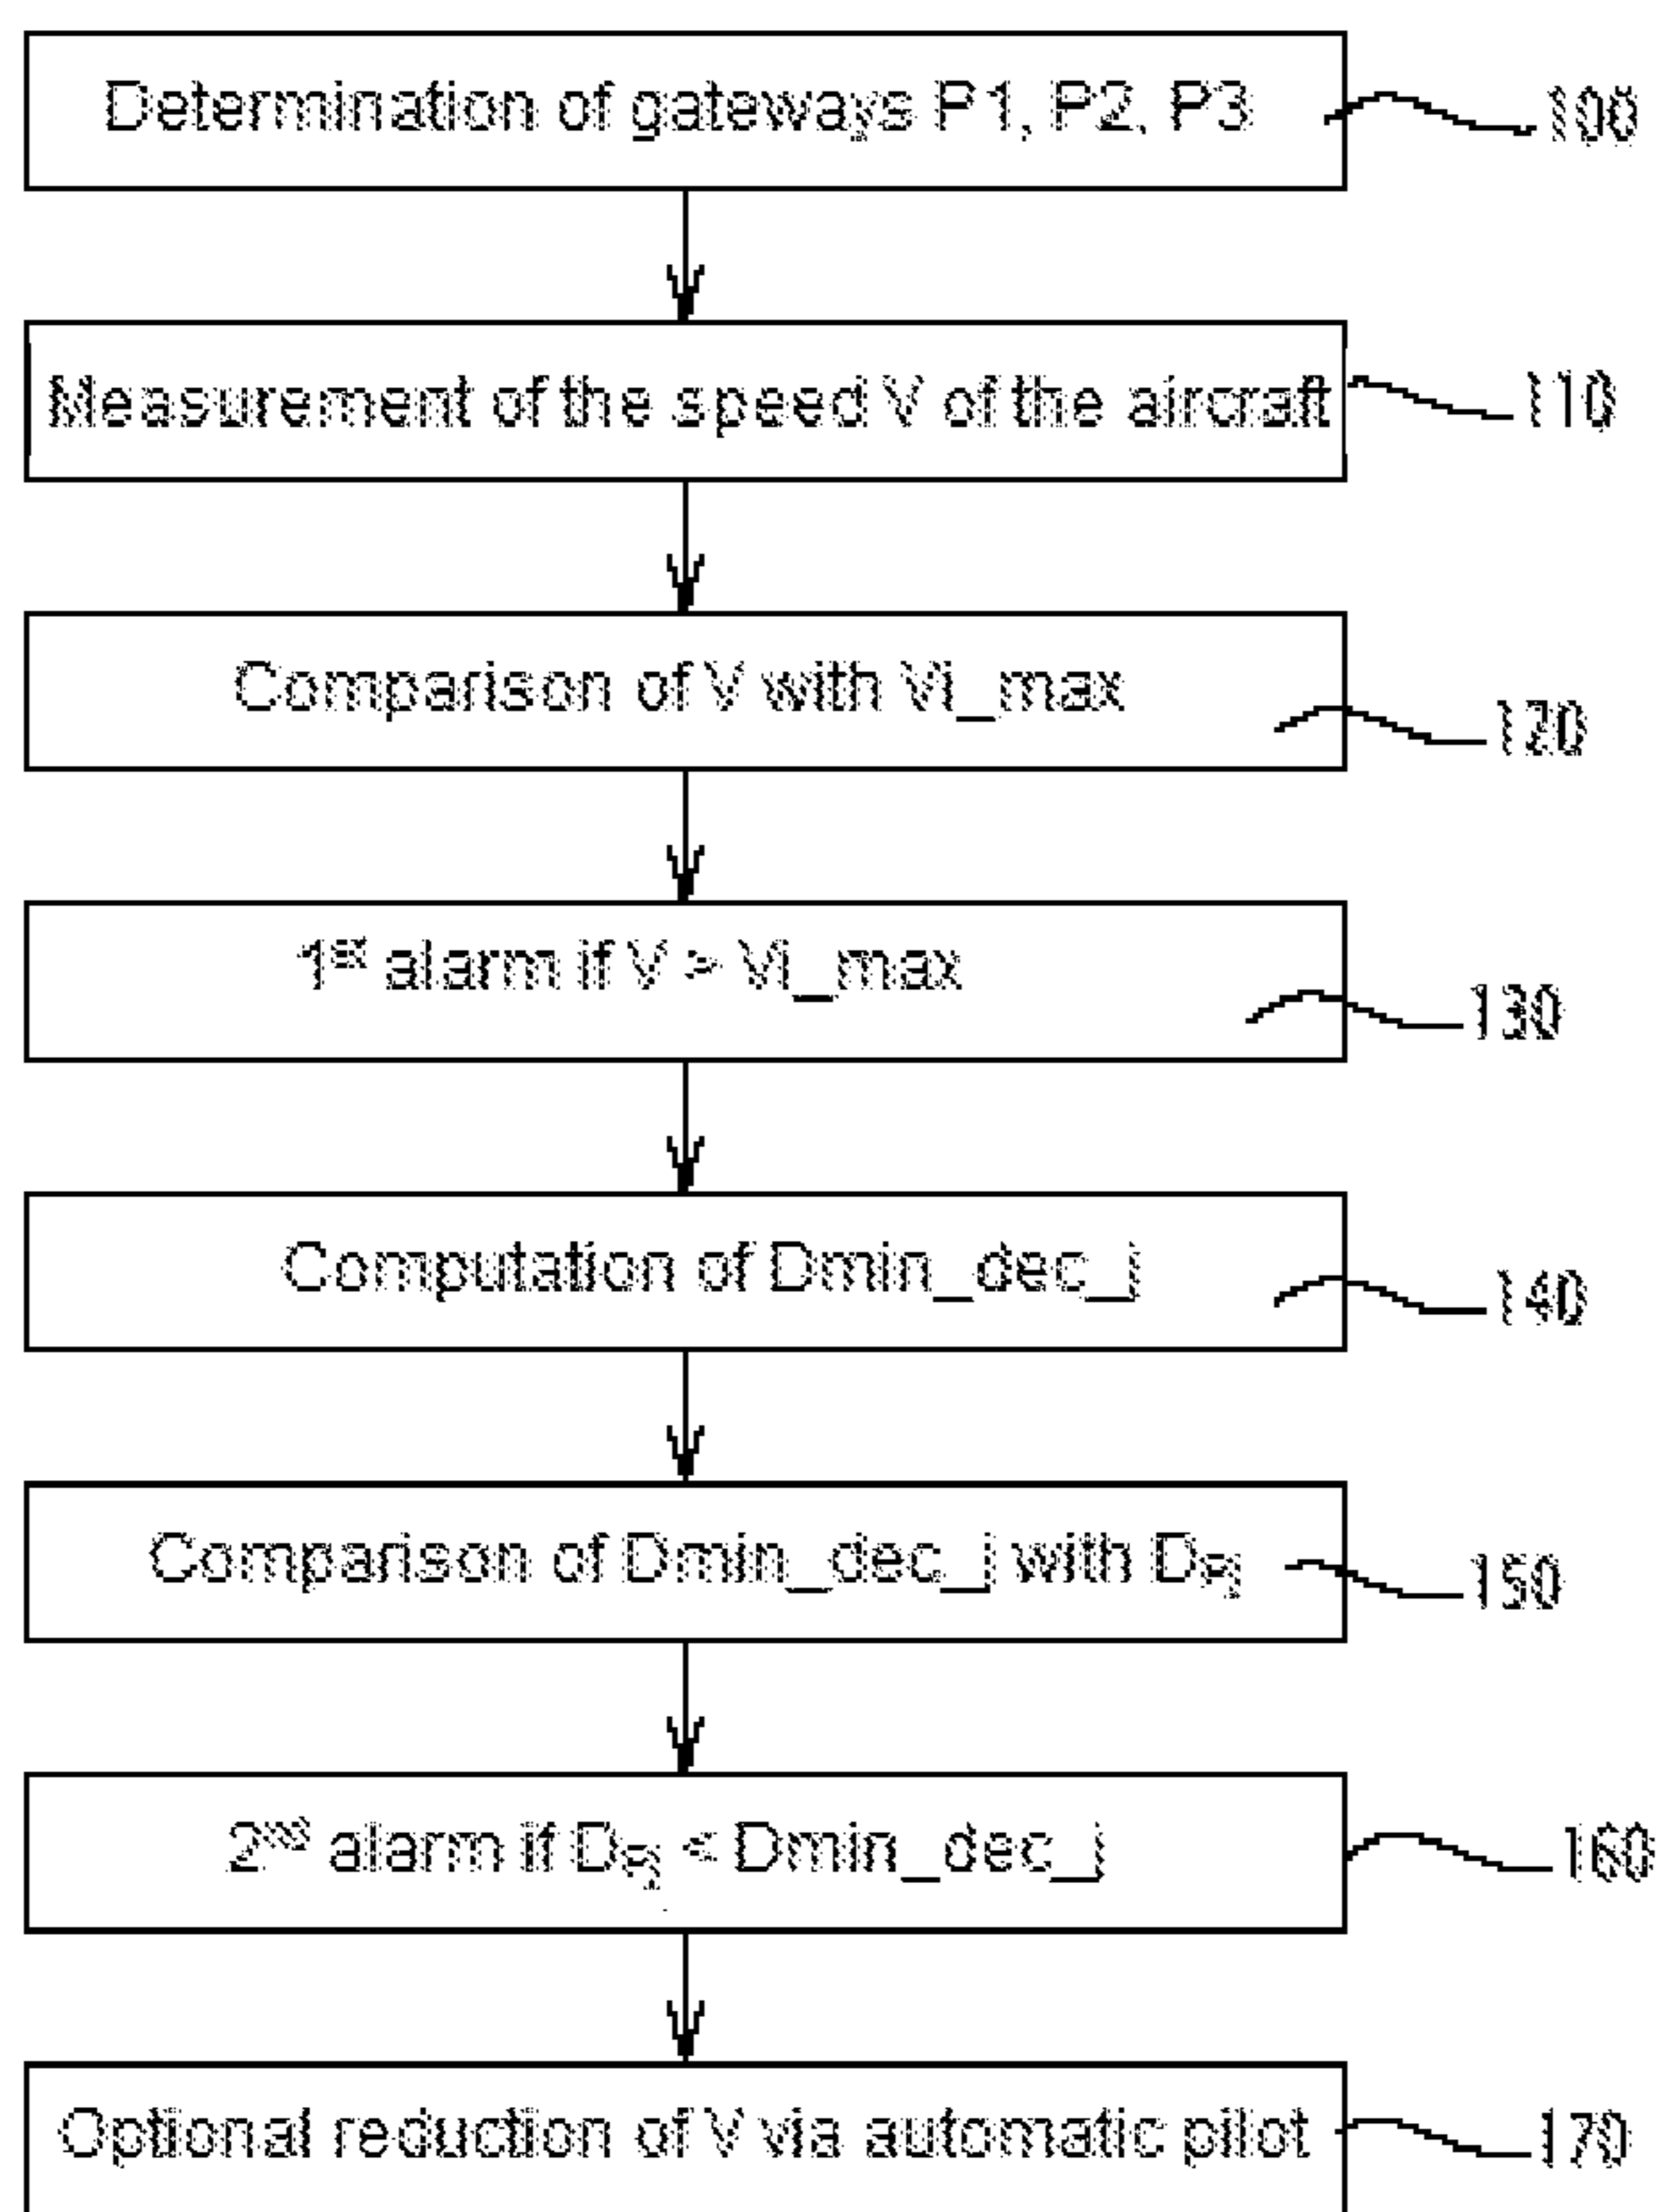 Determination of gateways P1, P2, P3
100
Measurement of the speed V of the aircraft
110
Comparison of V with Vi_max
120
1st alarm if V > Vi_max
130
Computation of Dmin_dec_j
140
Comparison of Dmin_dec_j with
150
2nd alarm if < Dmin_dec_j
160
Optional reduction of V via automatic pilot
170